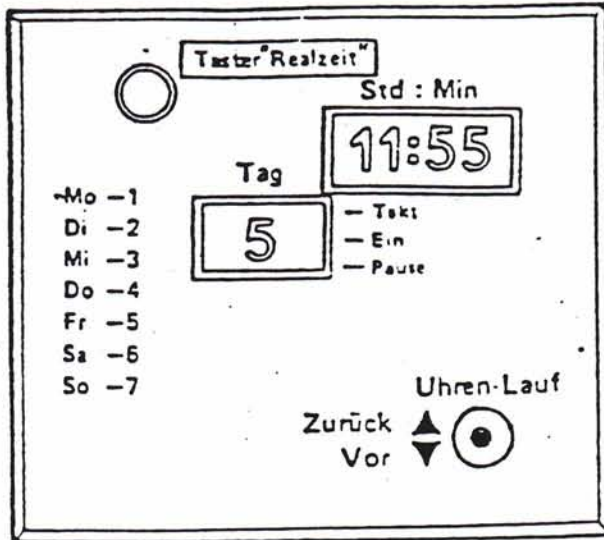 Taster "Realzeit"
Std : Min
11:55
Tag
5
— Takt
— Ein
— Pause
Mo —1
Di —2
Mi —3
Do —4
Fr —5
Sa —6
So —7
Uhren-Lauf
Zurück ▲
Vor ▼